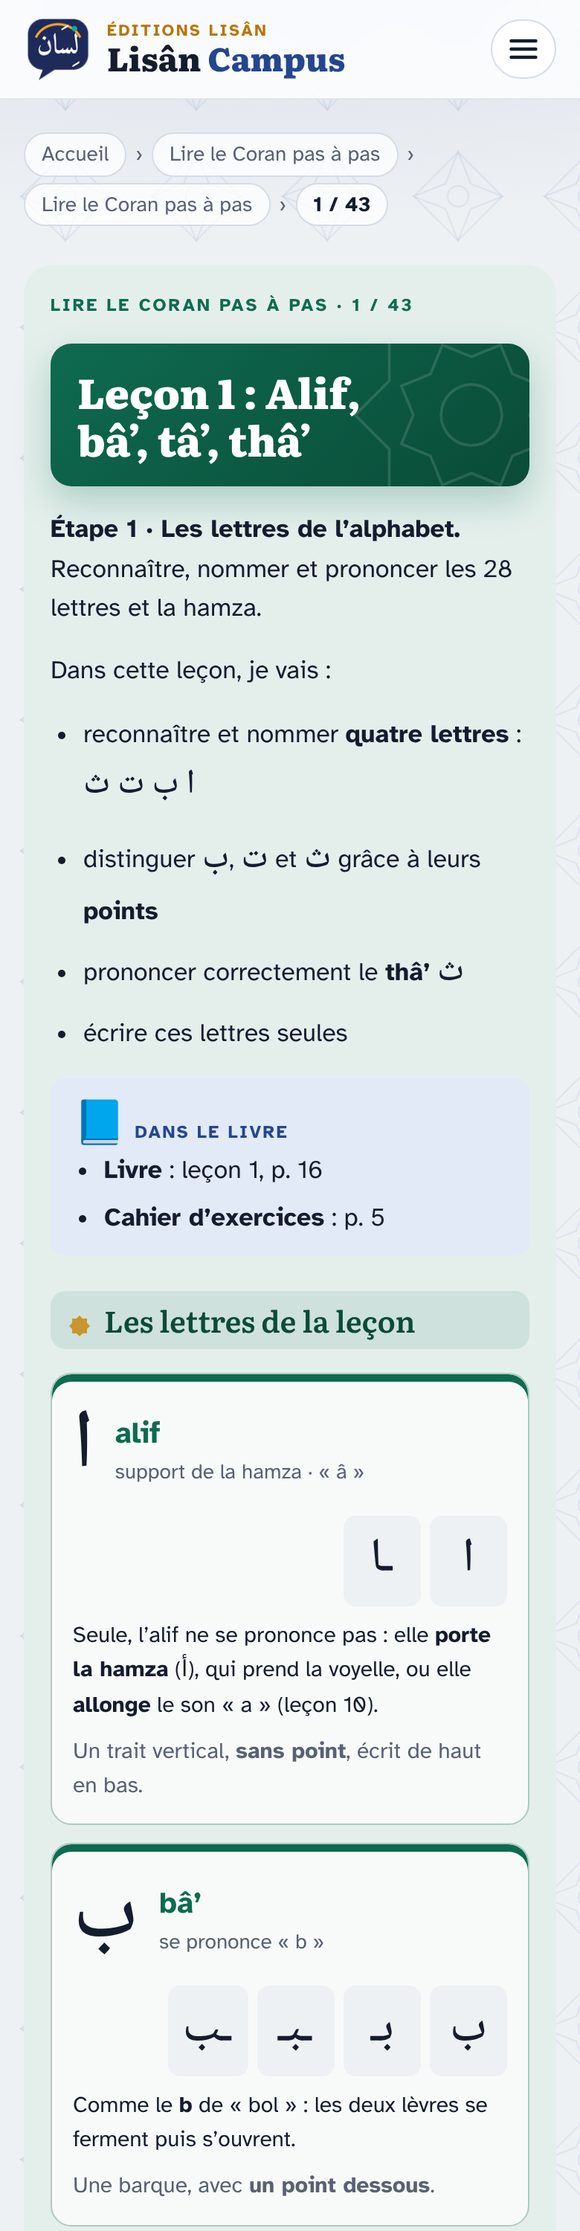 لِسَان
ÉDITIONS LISÂN
Lisân Campus
Accueil › Lire le Coran pas à pas ›
Lire le Coran pas à pas › 1 / 43
LIRE LE CORAN PAS À PAS · 1 / 43
Leçon 1 : Alif,
bâ’, tâ’, thâ’
Étape 1 · Les lettres de l’alphabet.
Reconnaître, nommer et prononcer les 28
lettres et la hamza.
Dans cette leçon, je vais :
• reconnaître et nommer quatre lettres :
ا ب ت ث
• distinguer ب, ت et ث grâce à leurs
points
• prononcer correctement le thâ’ ث
• écrire ces lettres seules
📘 DANS LE LIVRE
• Livre : leçon 1, p. 16
• Cahier d’exercices : p. 5
Les lettres de la leçon
ا alif
support de la hamza · « â »
ا ـا
Seule, l’alif ne se prononce pas : elle porte
la hamza (أ), qui prend la voyelle, ou elle
allonge le son « a » (leçon 10).
Un trait vertical, sans point, écrit de haut
en bas.
ب bâ’
se prononce « b »
ب بـ ـبـ ـب
Comme le b de « bol » : les deux lèvres se
ferment puis s’ouvrent.
Une barque, avec un point dessous.